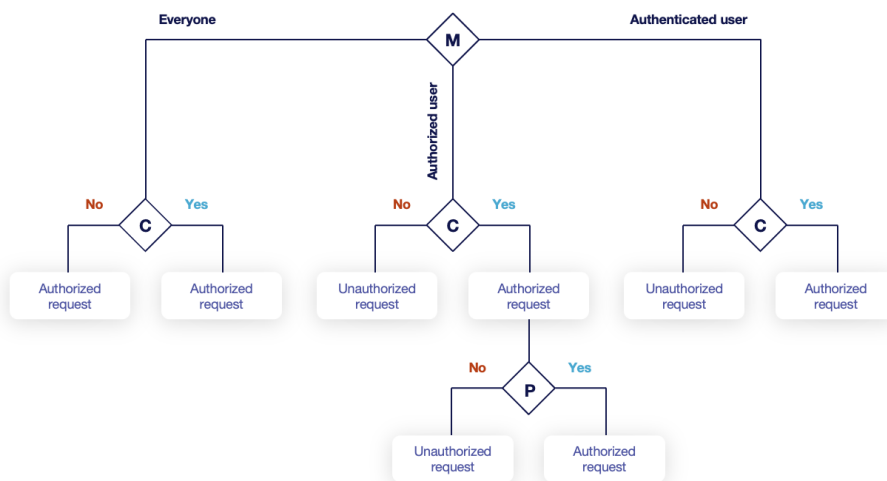 Everyone
Authenticated user
M
Authorized user
No
Yes
No
Yes
No
Yes
C
C
C
Authorized
request
Authorized
request
Unauthorized
request
Authorized
request
Unauthorized
request
Authorized
request
No
Yes
P
Unauthorized
request
Authorized
request